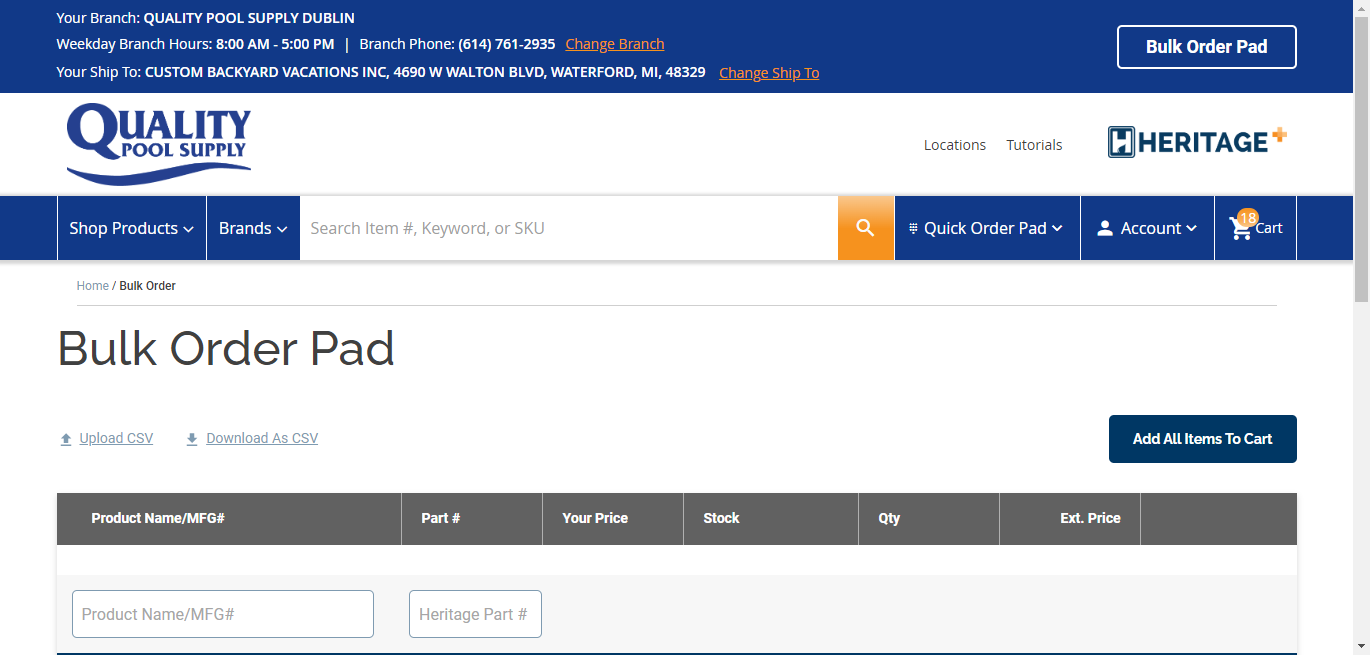 Your Branch: QUALITY POOL SUPPLY DUBLIN
Weekday Branch Hours: 8:00 AM - 5:00 PM | Branch Phone: (614) 761-2935 Change Branch
Your Ship To: CUSTOM BACKYARD VACATIONS INC, 4690 W WALTON BLVD, WATERFORD, MI, 48329 Change Ship To
Bulk Order Pad
QUALITY
POOL SUPPLY
Locations Tutorials
H HERITAGE+
Shop Products Brands Search Item #, Keyword, or SKU Quick Order Pad Account 18 Cart
Home / Bulk Order
Bulk Order Pad
Upload CSV Download As CSV Add All Items To Cart
Product Name/MFG# Part # Your Price Stock Qty Ext. Price
Product Name/MFG# Heritage Part #